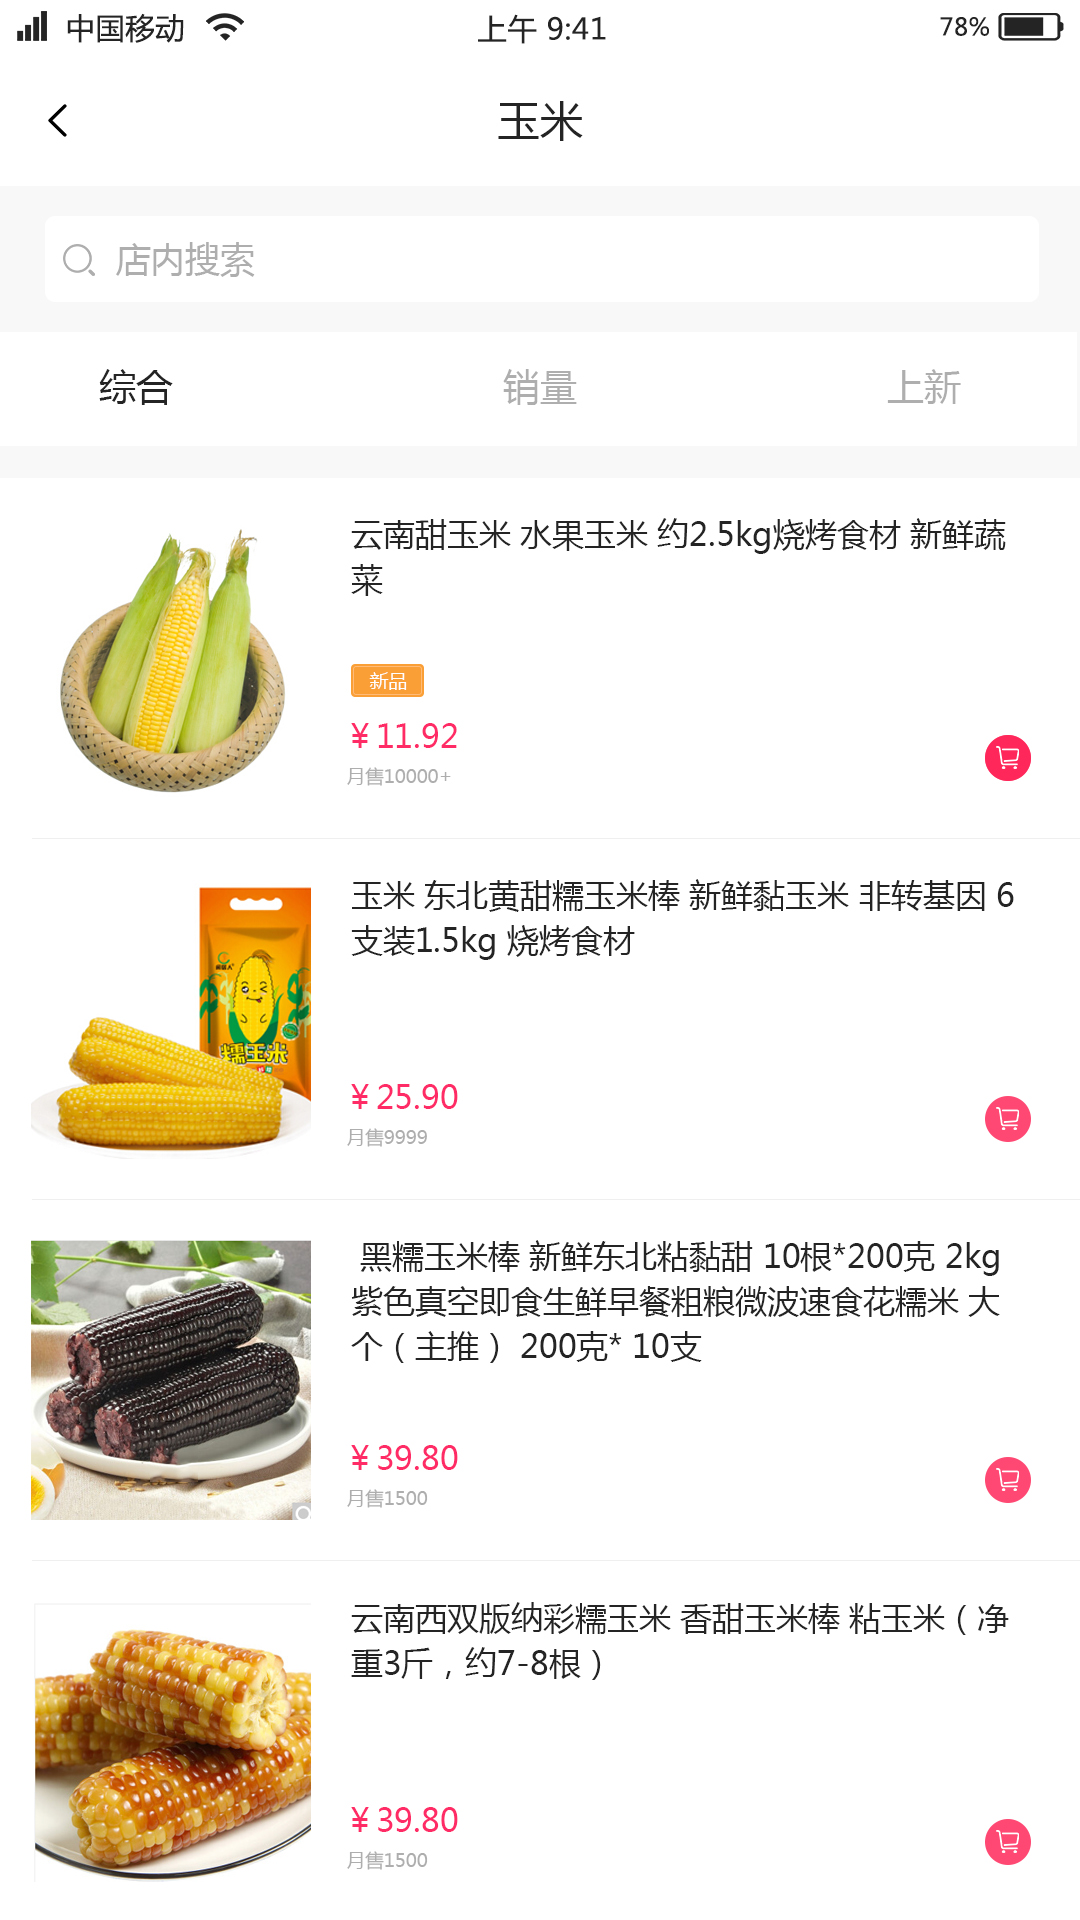 中国移动
上午 9:41
78%
玉米
店内搜索
综合
销量
上新
云南甜玉米 水果玉米 约2.5kg烧烤食材 新鲜蔬
菜
新品
¥ 11.92
月售10000+
玉米 东北黄甜糯玉米棒 新鲜黏玉米 非转基因 6
支装1.5kg 烧烤食材
糯玉米
¥ 25.90
月售9999
黑糯玉米棒 新鲜东北粘黏甜 10根*200克 2kg
紫色真空即食生鲜早餐粗粮微波速食花糯米 大
个（主推） 200克* 10支
¥ 39.80
月售1500
云南西双版纳彩糯玉米 香甜玉米棒 粘玉米（净
重3斤，约7-8根）
¥ 39.80
月售1500